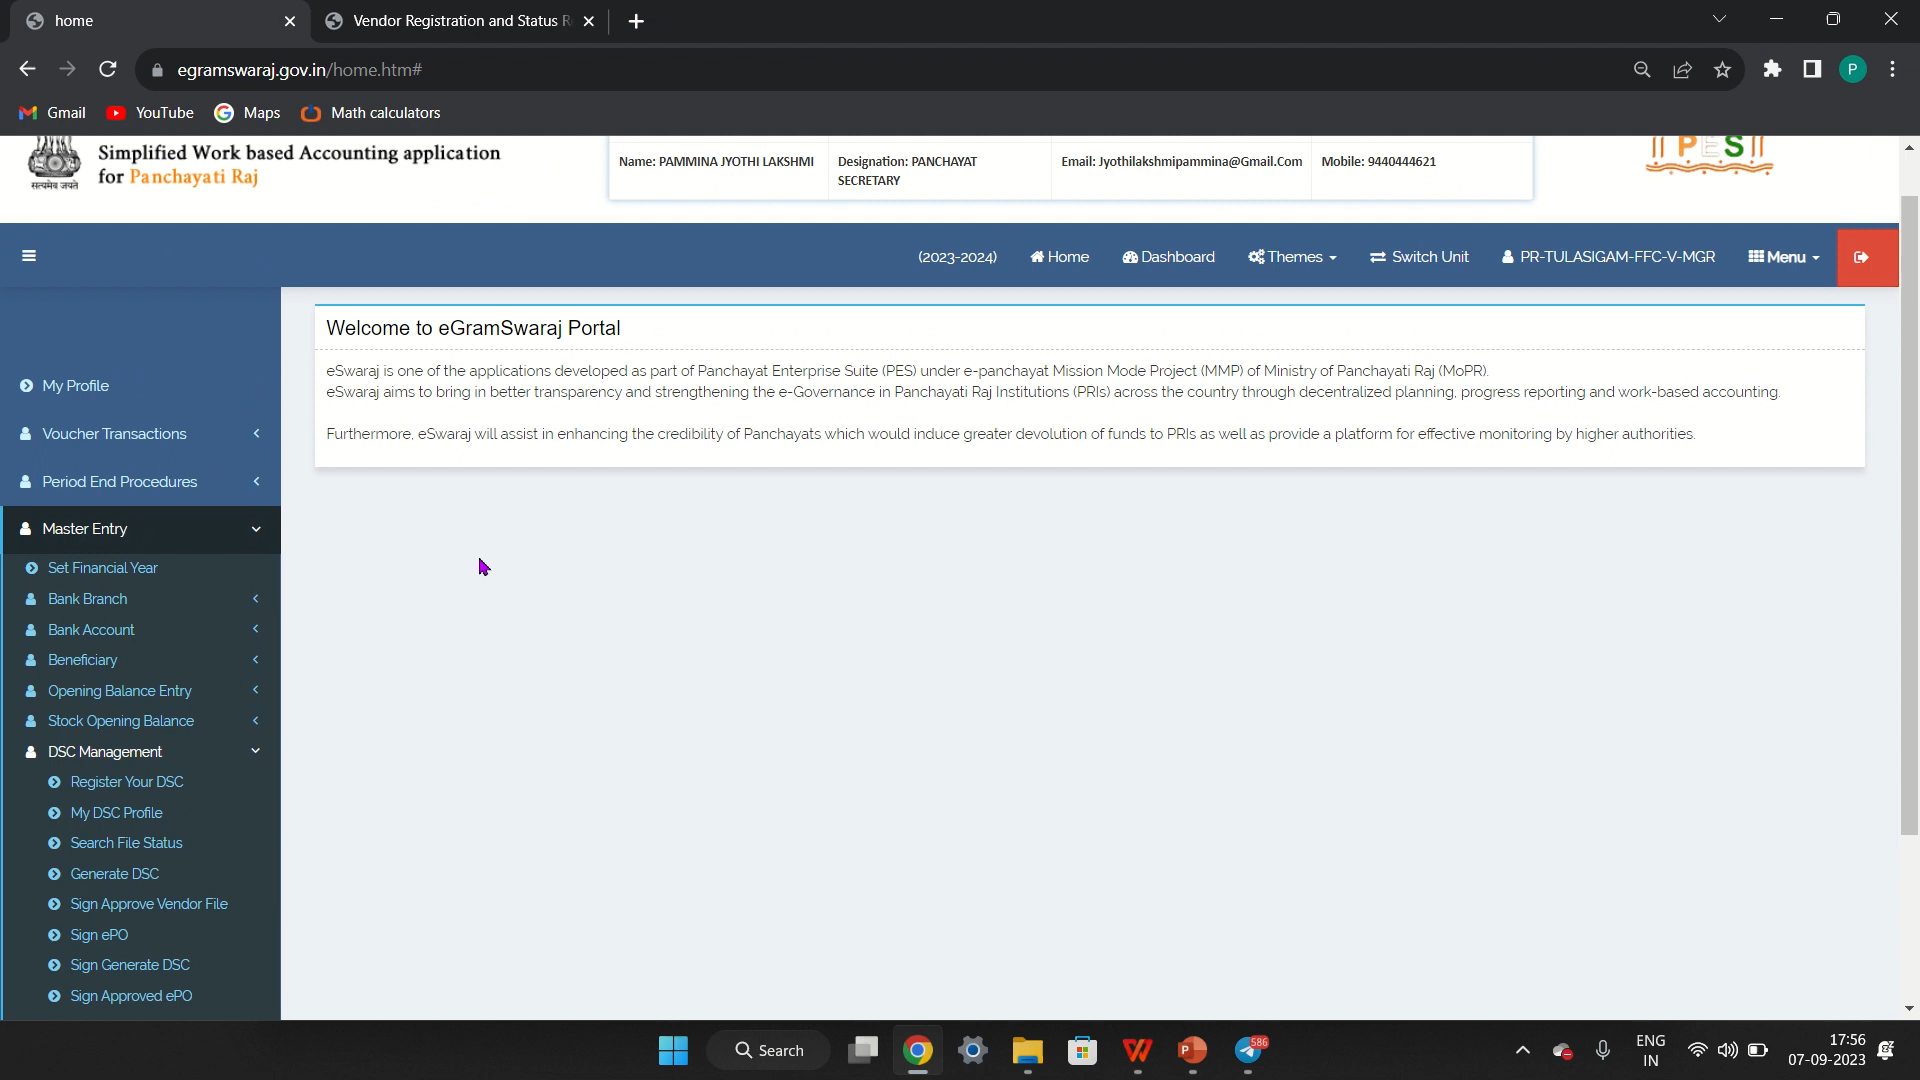 home
Vendor Registration and Status R
egramswaraj.gov.in/home.htm#
P
Gmail
YouTube
Maps
Math calculators
सत्यमेव जयते
Simplified Work based Accounting application
for Panchayati Raj
Name: PAMMINA JYOTHI LAKSHMI
Designation: PANCHAYAT
SECRETARY
Email: Jyothilakshmipammina@Gmail.Com
Mobile: 9440444621
PES
(2023-2024)
Home
Dashboard
Themes
Switch Unit
PR-TULASIGAM-FFC-V-MGR
Menu
Welcome to eGramSwaraj Portal
eSwaraj is one of the applications developed as part of Panchayat Enterprise Suite (PES) under e-panchayat Mission Mode Project (MMP) of Ministry of Panchayati Raj (MoPR).
eSwaraj aims to bring in better transparency and strengthening the e-Governance in Panchayati Raj Institutions (PRIs) across the country through decentralized planning, progress reporting and work-based accounting.
Furthermore, eSwaraj will assist in enhancing the credibility of Panchayats which would induce greater devolution of funds to PRIs as well as provide a platform for effective monitoring by higher authorities.
My Profile
Voucher Transactions
Period End Procedures
Master Entry
Set Financial Year
Bank Branch
Bank Account
Beneficiary
Opening Balance Entry
Stock Opening Balance
DSC Management
Register Your DSC
My DSC Profile
Search File Status
Generate DSC
Sign Approve Vendor File
Sign ePO
Sign Generate DSC
Sign Approved ePO
Search
586
ENG
IN
17:56
07-09-2023